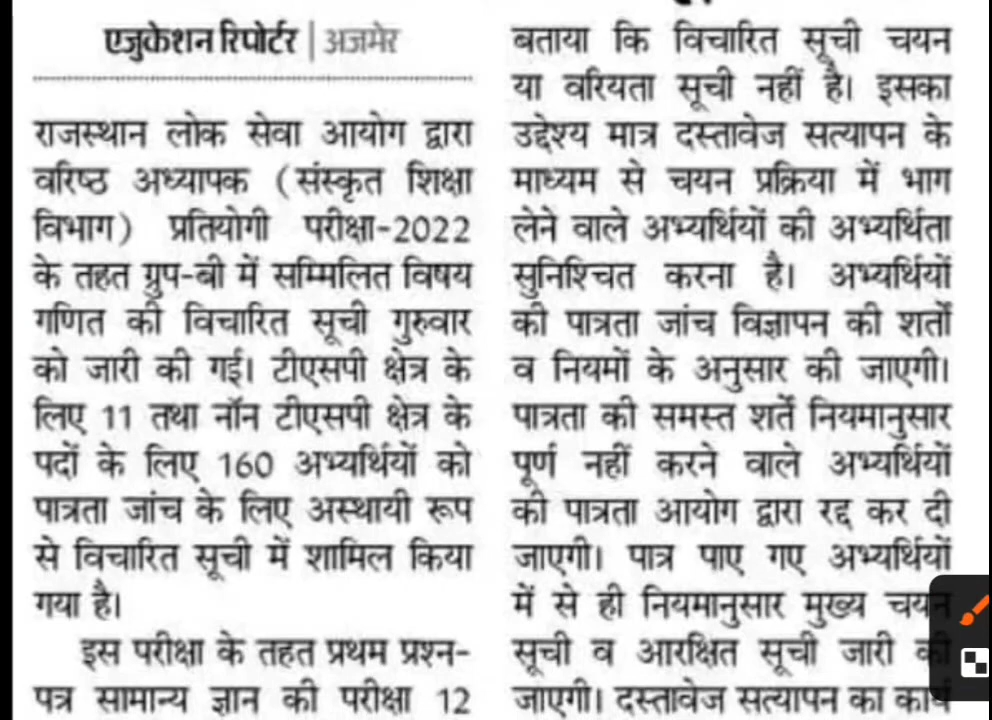 एजुकेशन रिपोर्टर | अजमेर
राजस्थान लोक सेवा आयोग द्वारा
वरिष्ठ अध्यापक (संस्कृत शिक्षा
विभाग) प्रतियोगी परीक्षा-2022
के तहत ग्रुप-बी में सम्मिलित विषय
गणित की विचारित सूची गुरुवार
को जारी की गई। टीएसपी क्षेत्र के
लिए 11 तथा नॉन टीएसपी क्षेत्र के
पदों के लिए 160 अभ्यर्थियों को
पात्रता जांच के लिए अस्थायी रूप
से विचारित सूची में शामिल किया
गया है।
इस परीक्षा के तहत प्रथम प्रश्न-
पत्र सामान्य ज्ञान की परीक्षा 12
बताया कि विचारित सूची चयन
या वरियता सूची नहीं है। इसका
उद्देश्य मात्र दस्तावेज सत्यापन के
माध्यम से चयन प्रक्रिया में भाग
लेने वाले अभ्यर्थियों की अभ्यर्थिता
सुनिश्चित करना है। अभ्यर्थियों
की पात्रता जांच विज्ञापन की शर्तों
व नियमों के अनुसार की जाएगी।
पात्रता की समस्त शर्तें नियमानुसार
पूर्ण नहीं करने वाले अभ्यर्थियों
की पात्रता आयोग द्वारा रद्द कर दी
जाएगी। पात्र पाए गए अभ्यर्थियों
में से ही नियमानुसार मुख्य चयन
सूची व आरक्षित सूची जारी की
जाएगी। दस्तावेज सत्यापन का कार्य